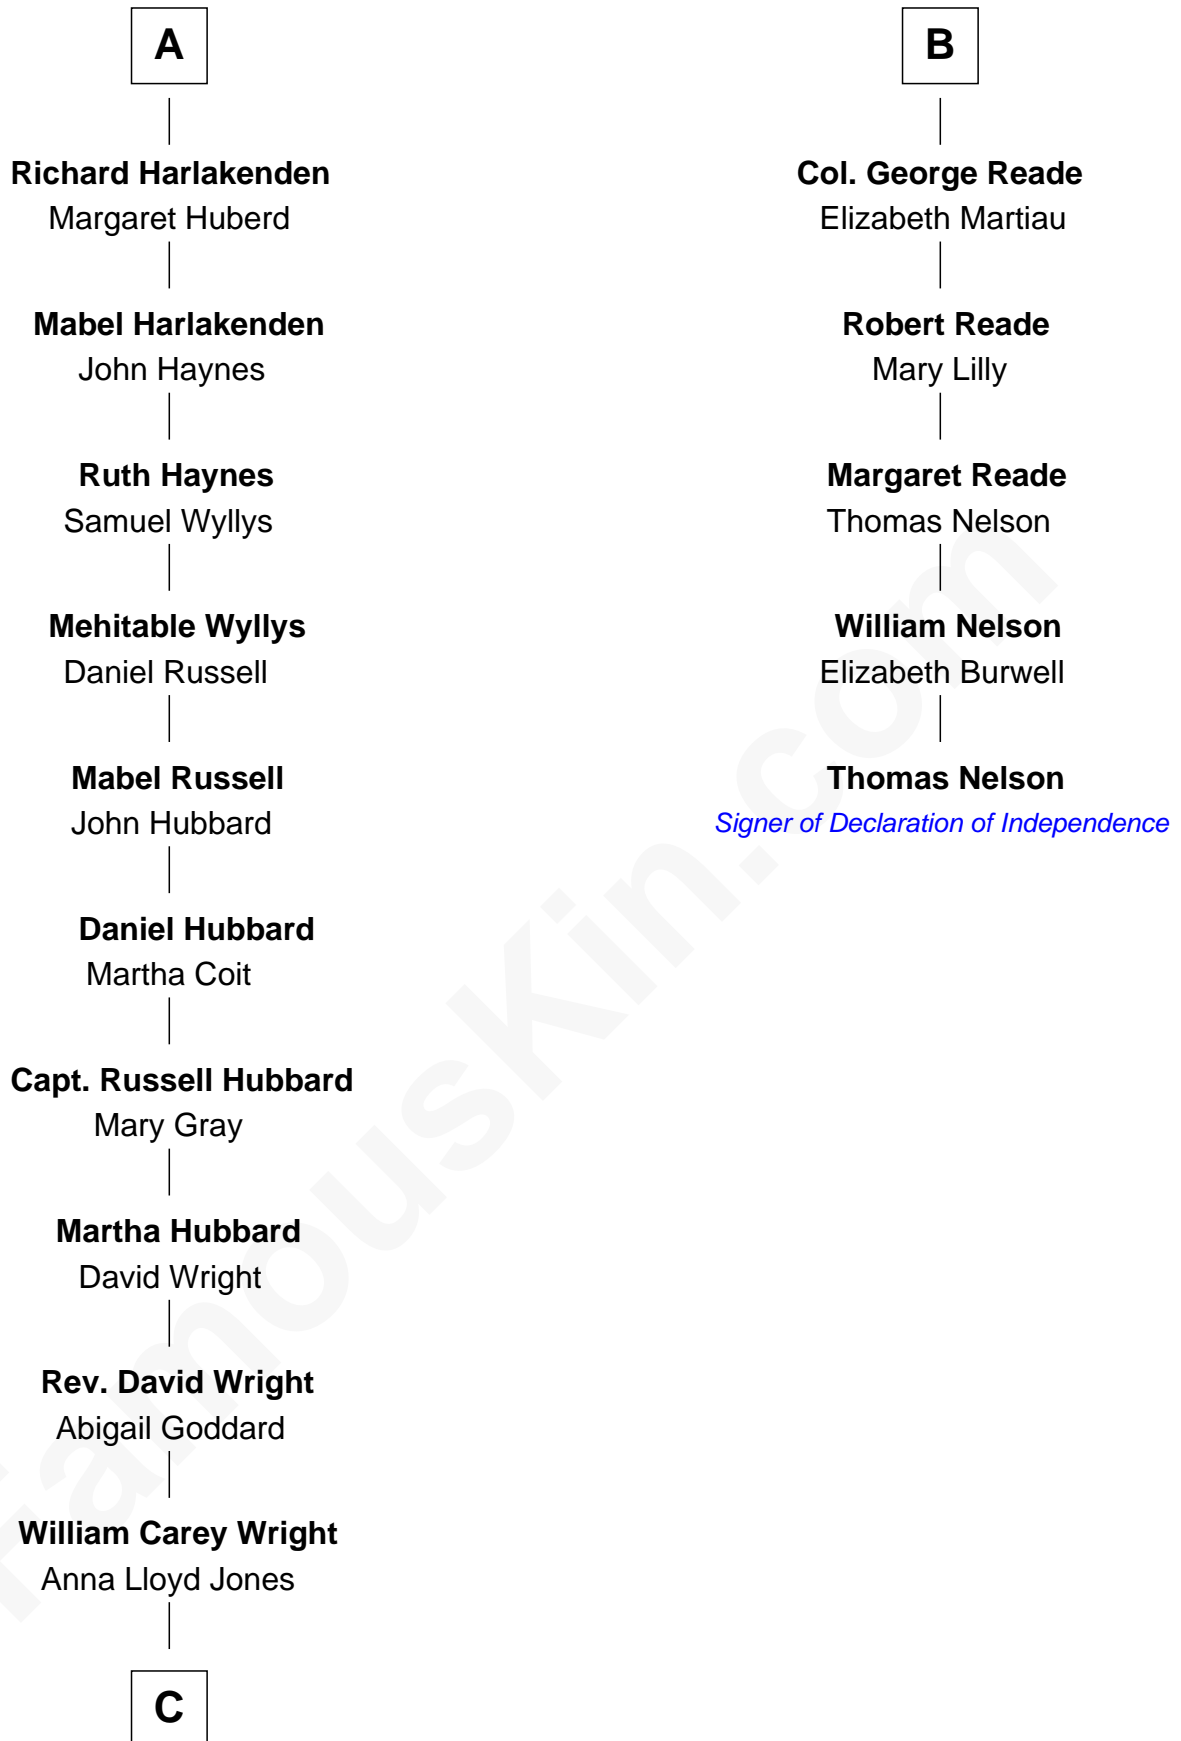 A
Richard Harlakenden
Margaret Huberd
Mabel Harlakenden
John Haynes
Ruth Haynes
Samuel Wyllys
Mehitable Wyllys
Daniel Russell
Mabel Russell
John Hubbard
Daniel Hubbard
Martha Coit
Capt. Russell Hubbard
Mary Gray
Martha Hubbard
David Wright
Rev. David Wright
Abigail Goddard
William Carey Wright
Anna Lloyd Jones
C
B
Col. George Reade
Elizabeth Martiau
Robert Reade
Mary Lilly
Margaret Reade
Thomas Nelson
William Nelson
Elizabeth Burwell
Thomas Nelson
Signer of Declaration of Independence
FamousKin.com